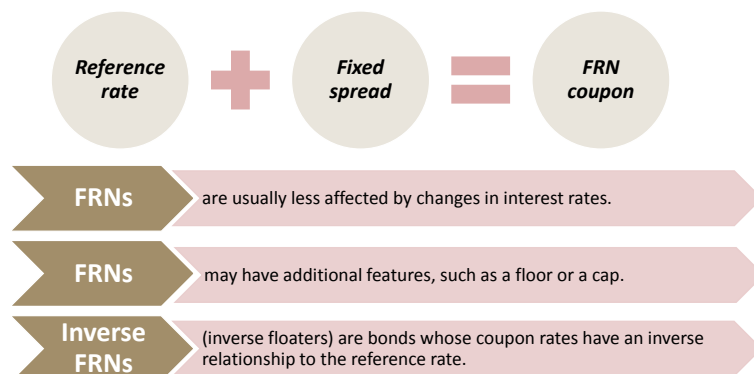 Reference
rate
Fixed
spread
FRN
coupon
FRNs
are usually less affected by changes in interest rates.
FRNs
may have additional features, such as a floor or a cap.
Inverse
FRNs
(inverse floaters) are bonds whose coupon rates have an inverse
relationship to the reference rate.